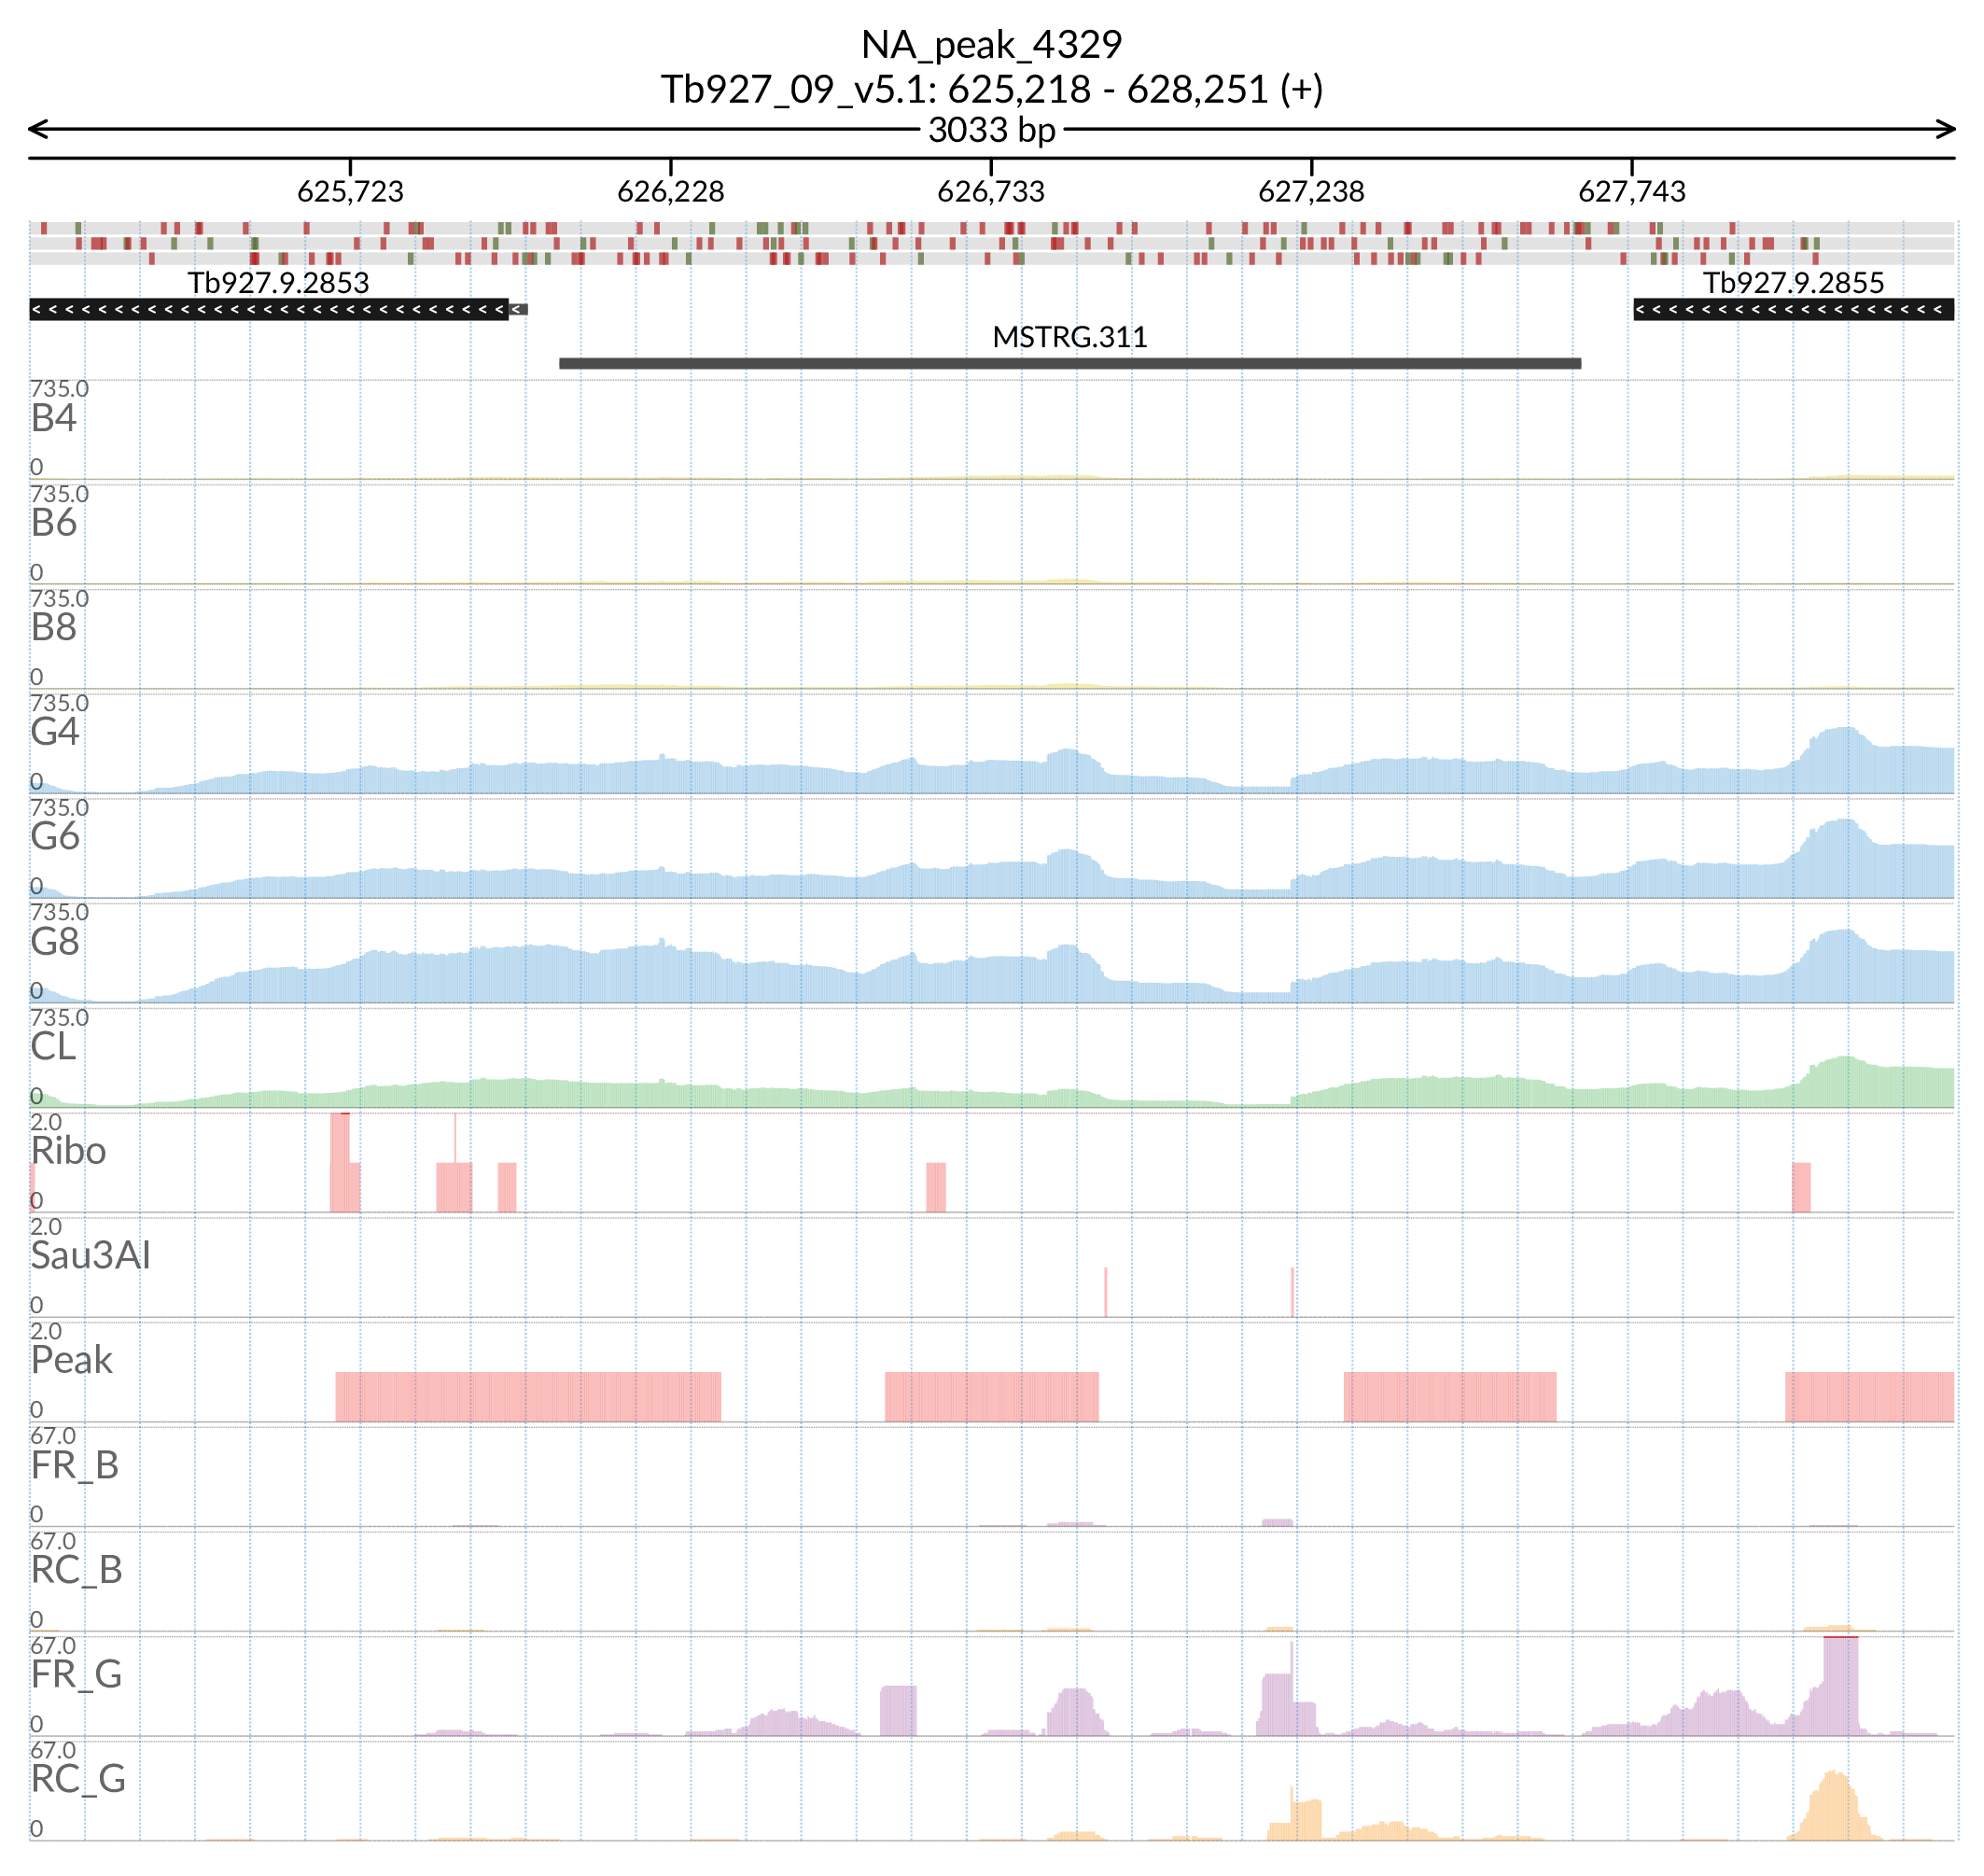 NA_peak_4329
Tb927_09_v5.1: 625,218 - 628,251 (+)
3033 bp
625,723 626,228 626,733 627,238 627,743
Tb927.9.2853 Tb927.9.2855
MSTRG.311
735.0
B4
0
735.0
B6
0
735.0
B8
0
735.0
G4
0
735.0
G6
0
735.0
G8
0
735.0
CL
0
2.0
Ribo
0
2.0
Sau3AI
0
2.0
Peak
0
67.0
FR_B
0
67.0
RC_B
0
67.0
FR_G
0
67.0
RC_G
0